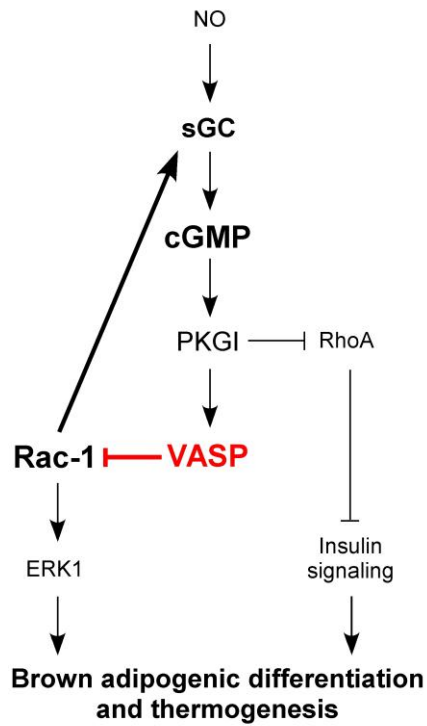 NO
sGC
cGMP
PKGI
RhoA
Rac-1
VASP
ERK1
Insulin
signaling
Brown adipogenic differentiation
and thermogenesis